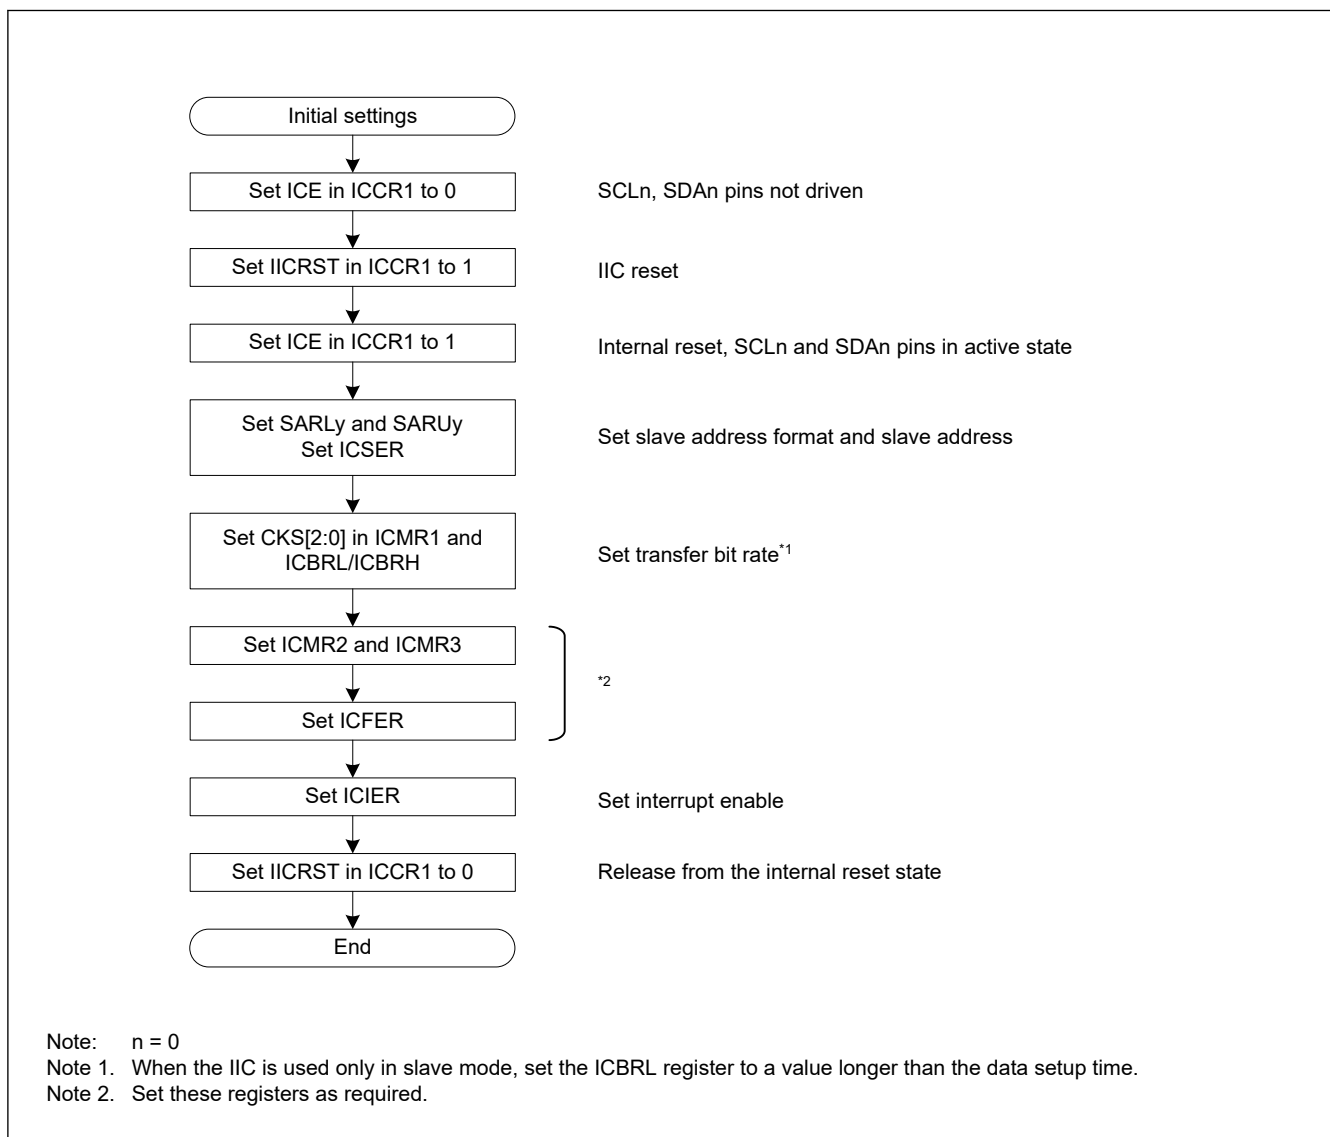 Initial settings
Set ICE in ICCR1 to 0
SCLn, SDAn pins not driven
Set IICRST in ICCR1 to 1
IIC reset
Set ICE in ICCR1 to 1
Internal reset, SCLn and SDAn pins in active state
Set SARLy and SARUy
Set ICSER
Set slave address format and slave address
Set CKS[2:0] in ICMR1 and
ICBRL/ICBRH
Set transfer bit rate*1
Set ICMR2 and ICMR3
*2
Set ICFER
Set ICIER
Set interrupt enable
Set IICRST in ICCR1 to 0
Release from the internal reset state
End
Note: n = 0
Note 1. When the IIC is used only in slave mode, set the ICBRL register to a value longer than the data setup time.
Note 2. Set these registers as required.